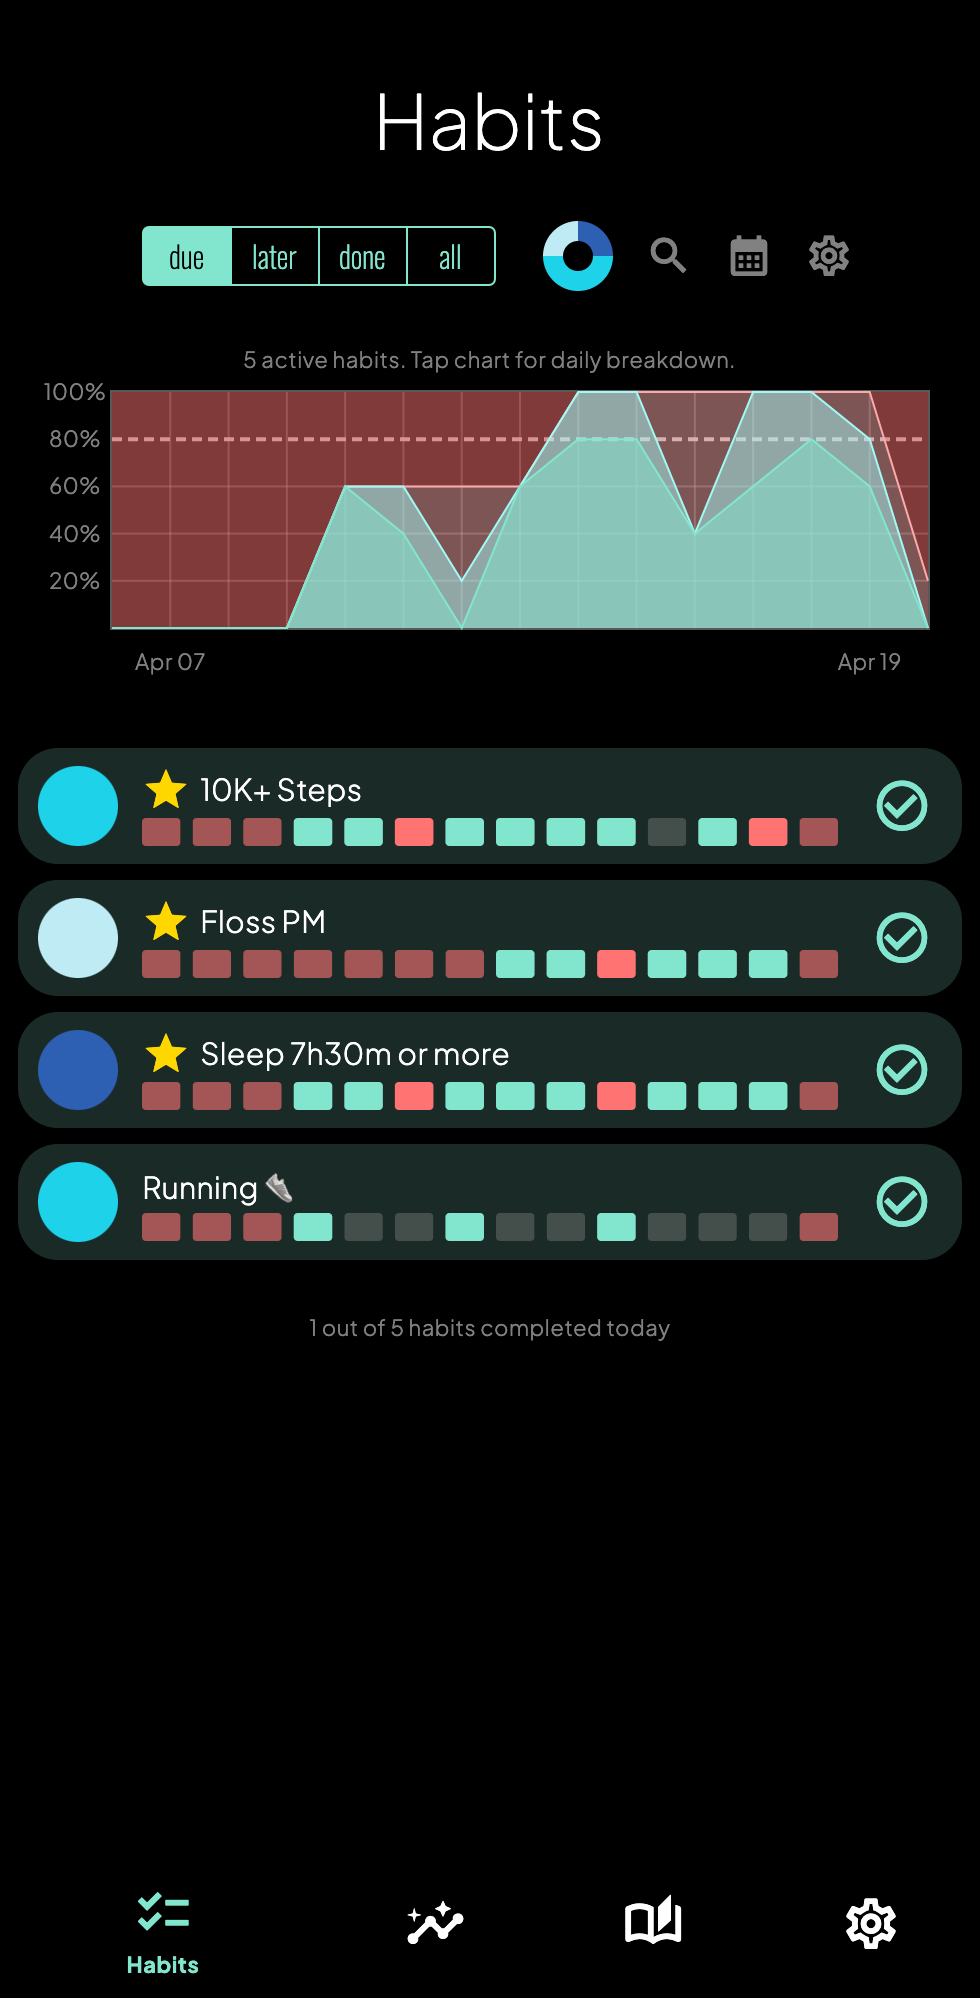 Habits
due later done all
5 active habits. Tap chart for daily breakdown.
100%
80%
60%
40%
20%
Apr 07 Apr 19
10K+ Steps
Floss PM
Sleep 7h30m or more
Running
1 out of 5 habits completed today
Habits